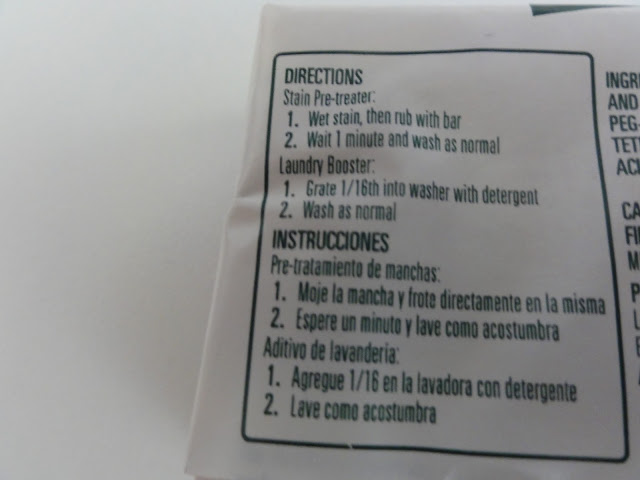 DIRECTIONS
Stain Pre-treater:
1. Wet stain, then rub with bar
2. Wait 1 minute and wash as normal
Laundry Booster:
1. Grate 1/16th into washer with detergent
2. Wash as normal
INSTRUCCIONES
Pre-tratamiento de manchas:
1. Moje la mancha y frote directamente en la misma
2. Espere un minuto y lave como acostumbra
Aditivo de lavanderia:
1. Agregue 1/16 en la lavadora con detergente
2. Lave como acostumbra
AND